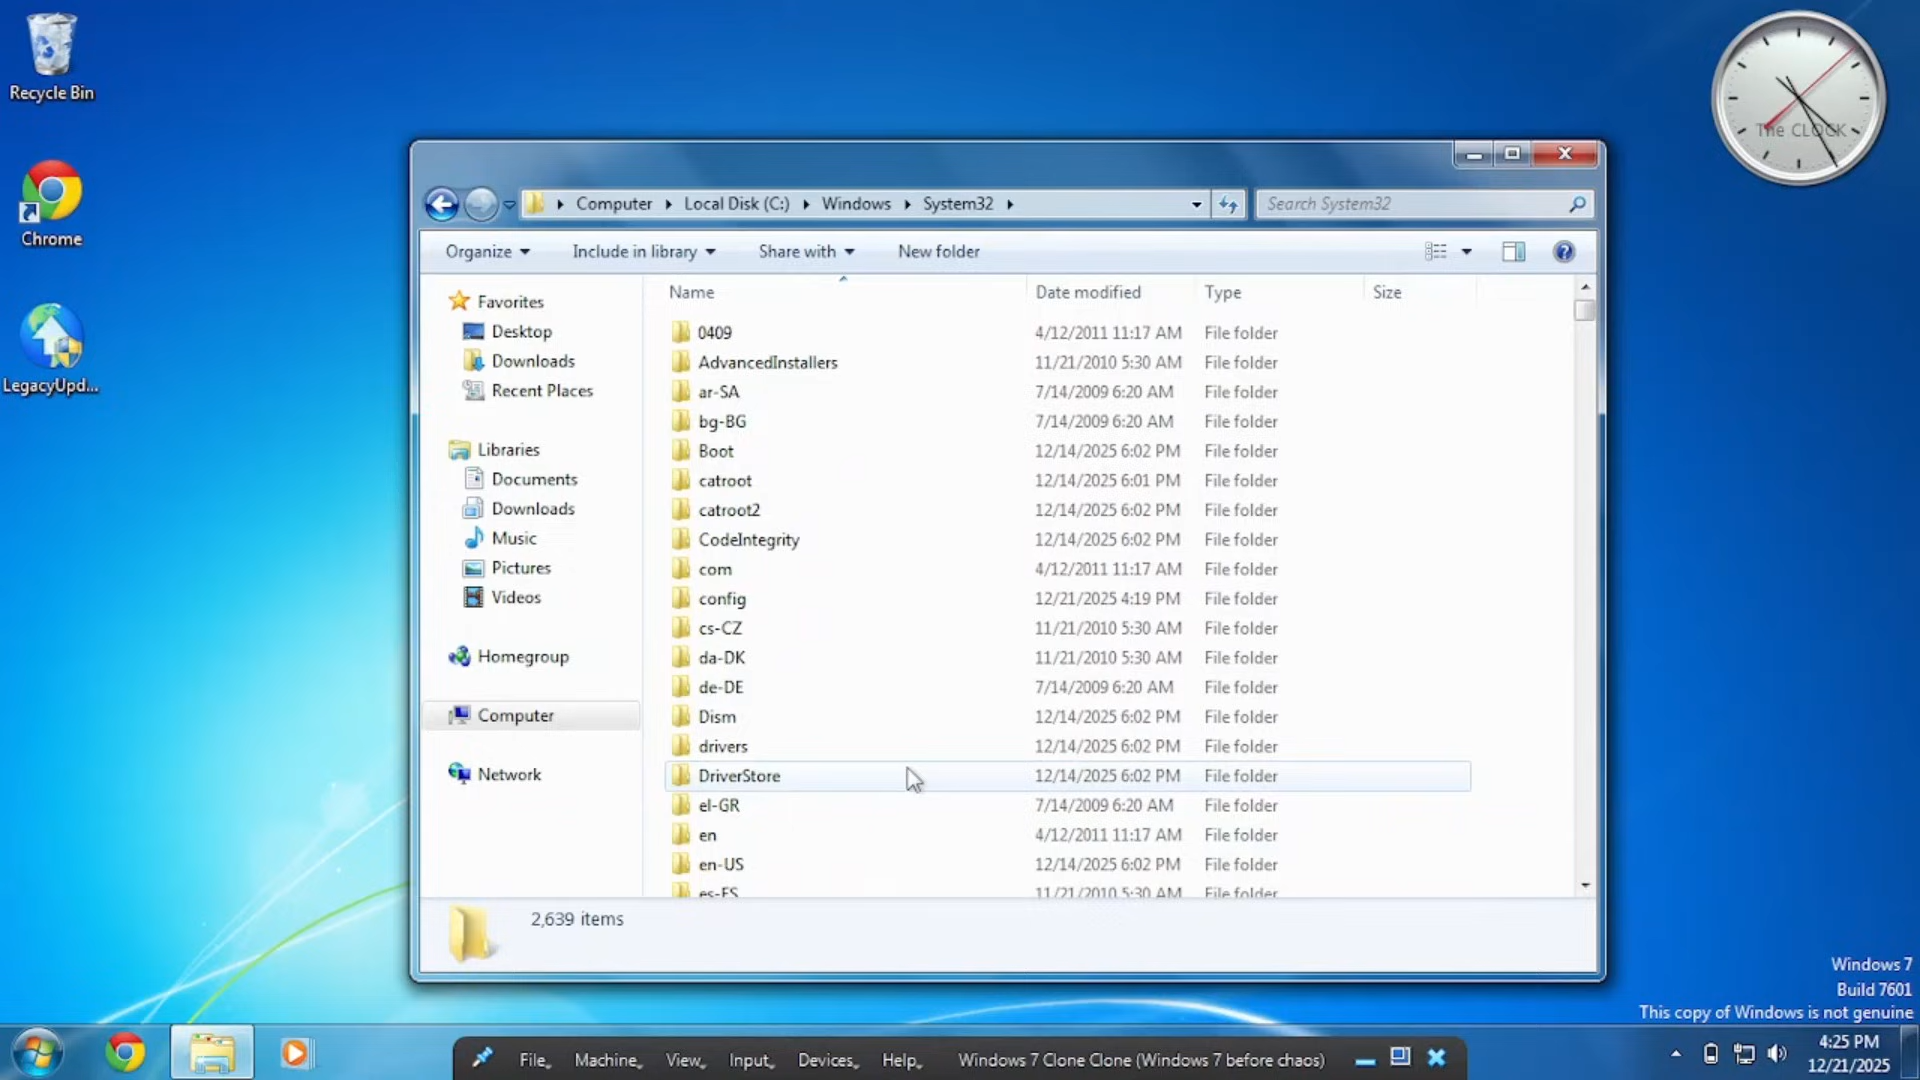 Recycle Bin
Chrome
LegacyUpd...
The CLOCK
Computer Local Disk (C:) Windows System32
Search System32
Organize Include in library Share with New folder
Name Date modified Type Size
Favorites
Desktop
Downloads
Recent Places
Libraries
Documents
Downloads
Music
Pictures
Videos
Homegroup
Computer
Network
0409 4/12/2011 11:17 AM File folder
AdvancedInstallers 11/21/2010 5:30 AM File folder
ar-SA 7/14/2009 6:20 AM File folder
bg-BG 7/14/2009 6:20 AM File folder
Boot 12/14/2025 6:02 PM File folder
catroot 12/14/2025 6:01 PM File folder
catroot2 12/14/2025 6:02 PM File folder
CodeIntegrity 12/14/2025 6:02 PM File folder
com 4/12/2011 11:17 AM File folder
config 12/21/2025 4:19 PM File folder
cs-CZ 11/21/2010 5:30 AM File folder
da-DK 11/21/2010 5:30 AM File folder
de-DE 7/14/2009 6:20 AM File folder
Dism 12/14/2025 6:02 PM File folder
drivers 12/14/2025 6:02 PM File folder
DriverStore 12/14/2025 6:02 PM File folder
el-GR 7/14/2009 6:20 AM File folder
en 4/12/2011 11:17 AM File folder
en-US 12/14/2025 6:02 PM File folder
es-ES 11/21/2010 5:30 AM File folder
2,639 items
Windows 7
Build 7601
This copy of Windows is not genuine
File Machine View Input Devices Help Windows 7 Clone Clone (Windows 7 before chaos)
4:25 PM
12/21/2025